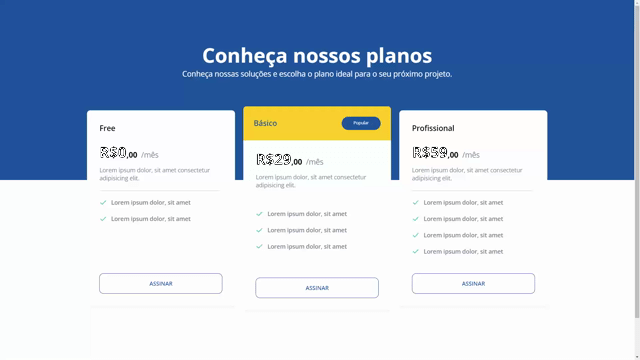 Conheça nossos planos
Conheça nossas soluções e escolha o plano ideal para o seu próximo projeto.
Free
R$0,00 /mês
Lorem ipsum dolor, sit amet consectetur
adipisicing elit.
Lorem ipsum dolor, sit amet
Lorem ipsum dolor, sit amet
ASSINAR
Básico
Popular
R$29,00 /mês
Lorem ipsum dolor, sit amet consectetur
adipisicing elit.
Lorem ipsum dolor, sit amet
Lorem ipsum dolor, sit amet
Lorem ipsum dolor, sit amet
ASSINAR
Profissional
R$59,00 /mês
Lorem ipsum dolor, sit amet consectetur
adipisicing elit.
Lorem ipsum dolor, sit amet
Lorem ipsum dolor, sit amet
Lorem ipsum dolor, sit amet
Lorem ipsum dolor, sit amet
ASSINAR